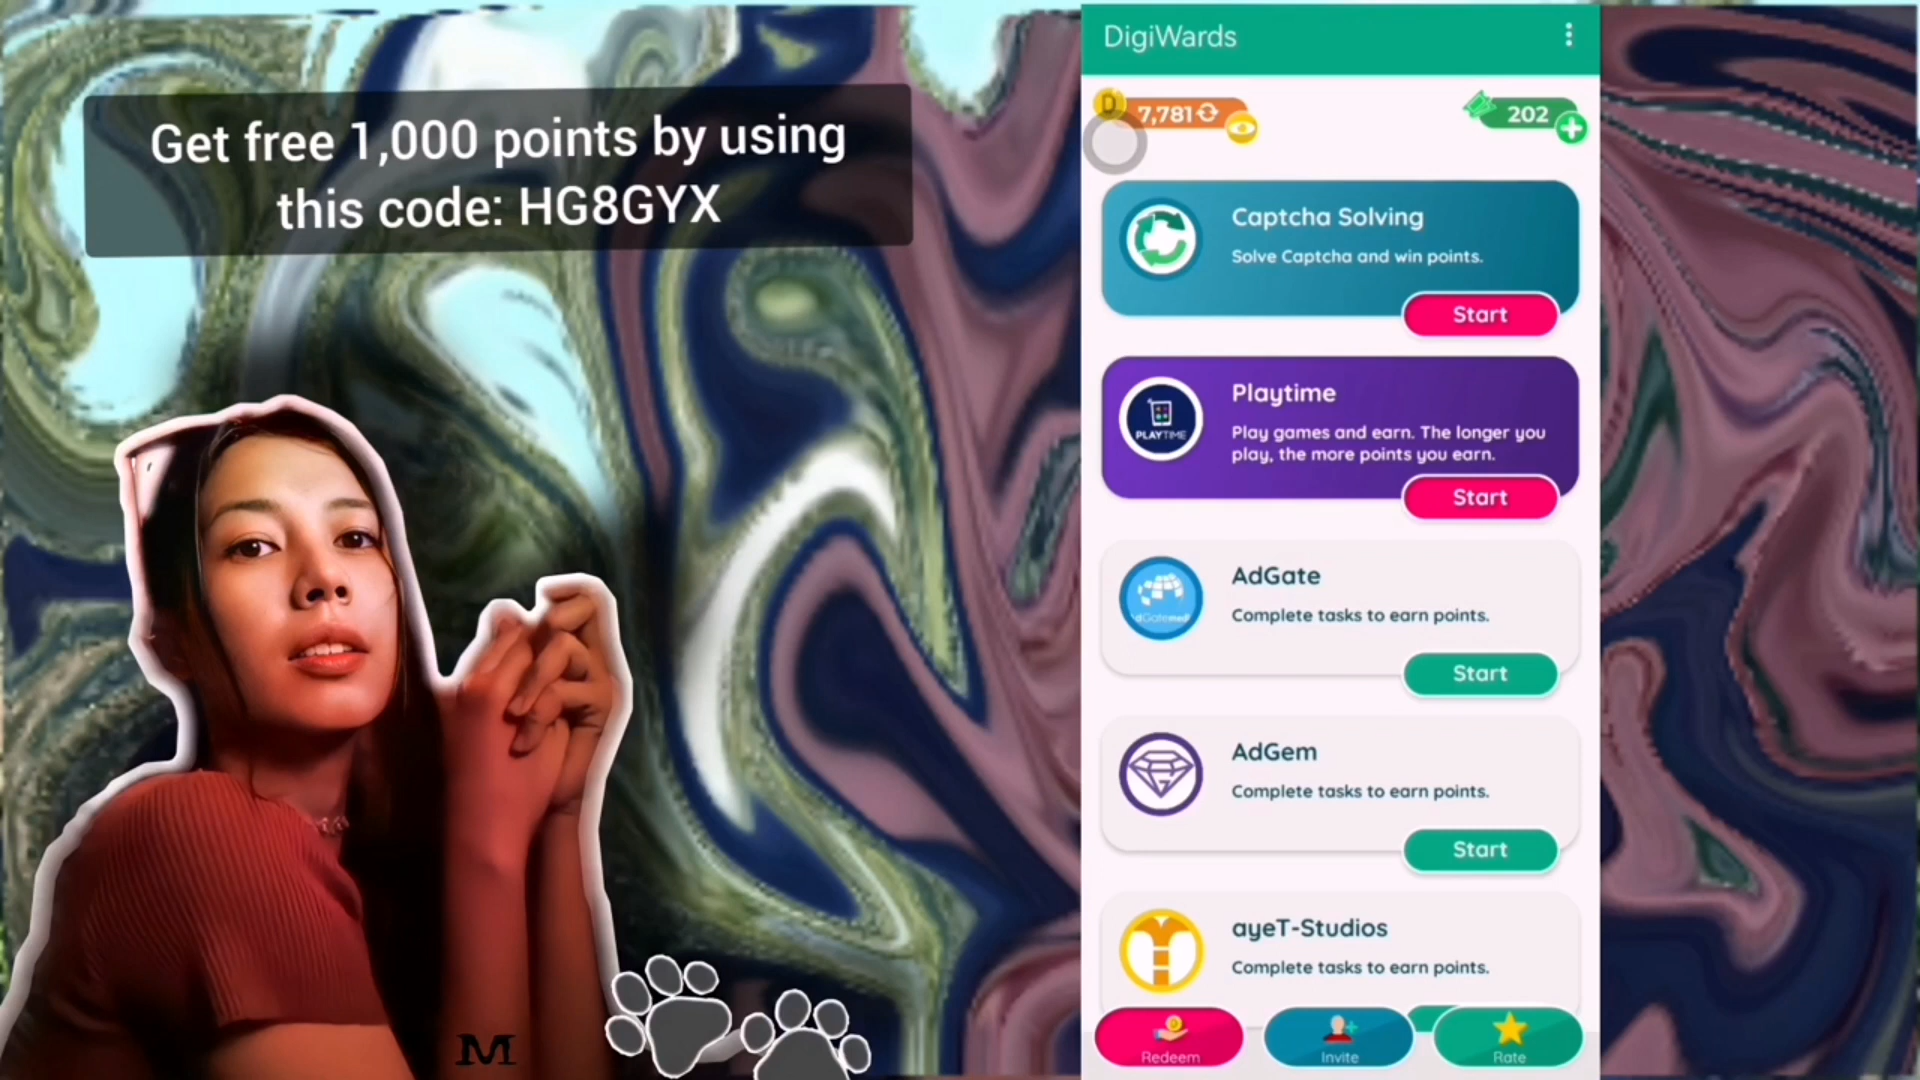 Get free 1,000 points by using
this code: HG8GYX
M
DigiWards
7,781
202
Captcha Solving
Solve Captcha and win points.
Start
PLAYTIME
Playtime
Play games and earn. The longer you
play, the more points you earn.
Start
AdGate
Complete tasks to earn points.
Start
AdGem
Complete tasks to earn points.
Start
ayeT-Studios
Complete tasks to earn points.
Redeem
Invite
Rate